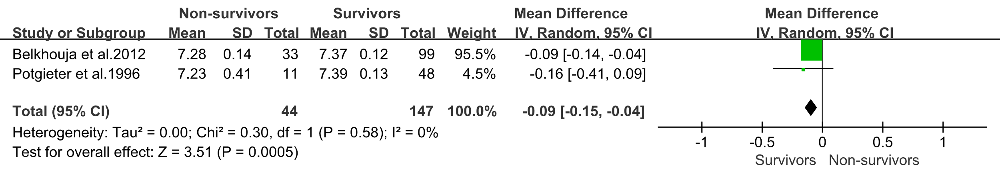 Non-survivors Survivors Mean Difference Mean Difference
Study or Subgroup Mean SD Total Mean SD Total Weight IV, Random, 95% CI IV, Random, 95% CI
Belkhouja et al.2012 7.28 0.14 33 7.37 0.12 99 95.5% -0.09 [-0.14, -0.04]
Potgieter et al.1996 7.23 0.41 11 7.39 0.13 48 4.5% -0.16 [-0.41, 0.09]
Total (95% CI) 44 147 100.0% -0.09 [-0.15, -0.04]
Heterogeneity: Tau² = 0.00; Chi² = 0.30, df = 1 (P = 0.58); I² = 0%
Test for overall effect: Z = 3.51 (P = 0.0005)
-1 -0.5 0 0.5 1
Survivors Non-survivors